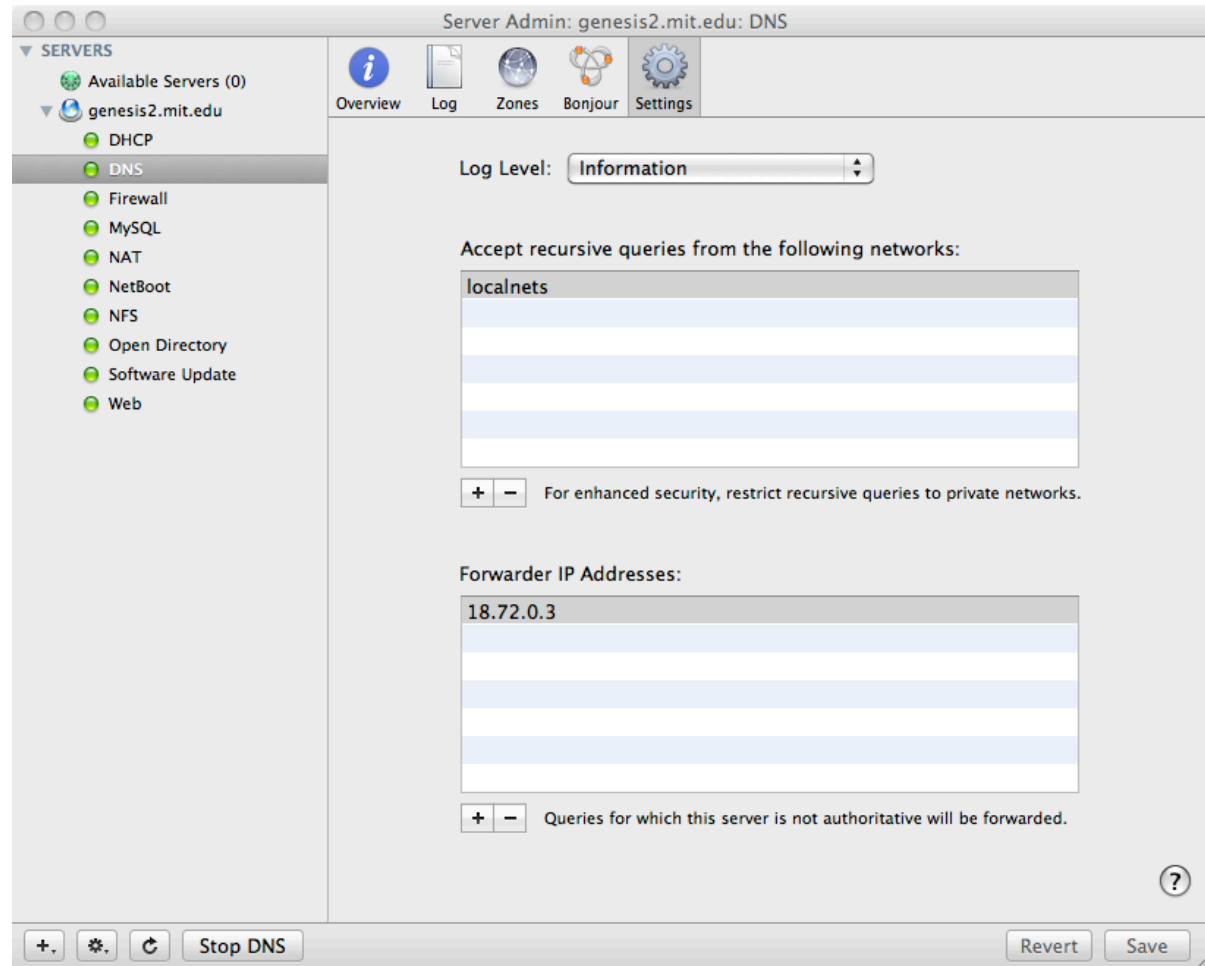 Server Admin: genesis2.mit.edu: DNS
SERVERS
Available Servers (0)
genesis2.mit.edu
DHCP
DNS
Firewall
MySQL
NAT
NetBoot
NFS
Open Directory
Software Update
Web
Overview
Log
Zones
Bonjour
Settings
Log Level: Information
Accept recursive queries from the following networks:
localnets
+ − For enhanced security, restrict recursive queries to private networks.
Forwarder IP Addresses:
18.72.0.3
+ − Queries for which this server is not authoritative will be forwarded.
?
Stop DNS
Revert
Save